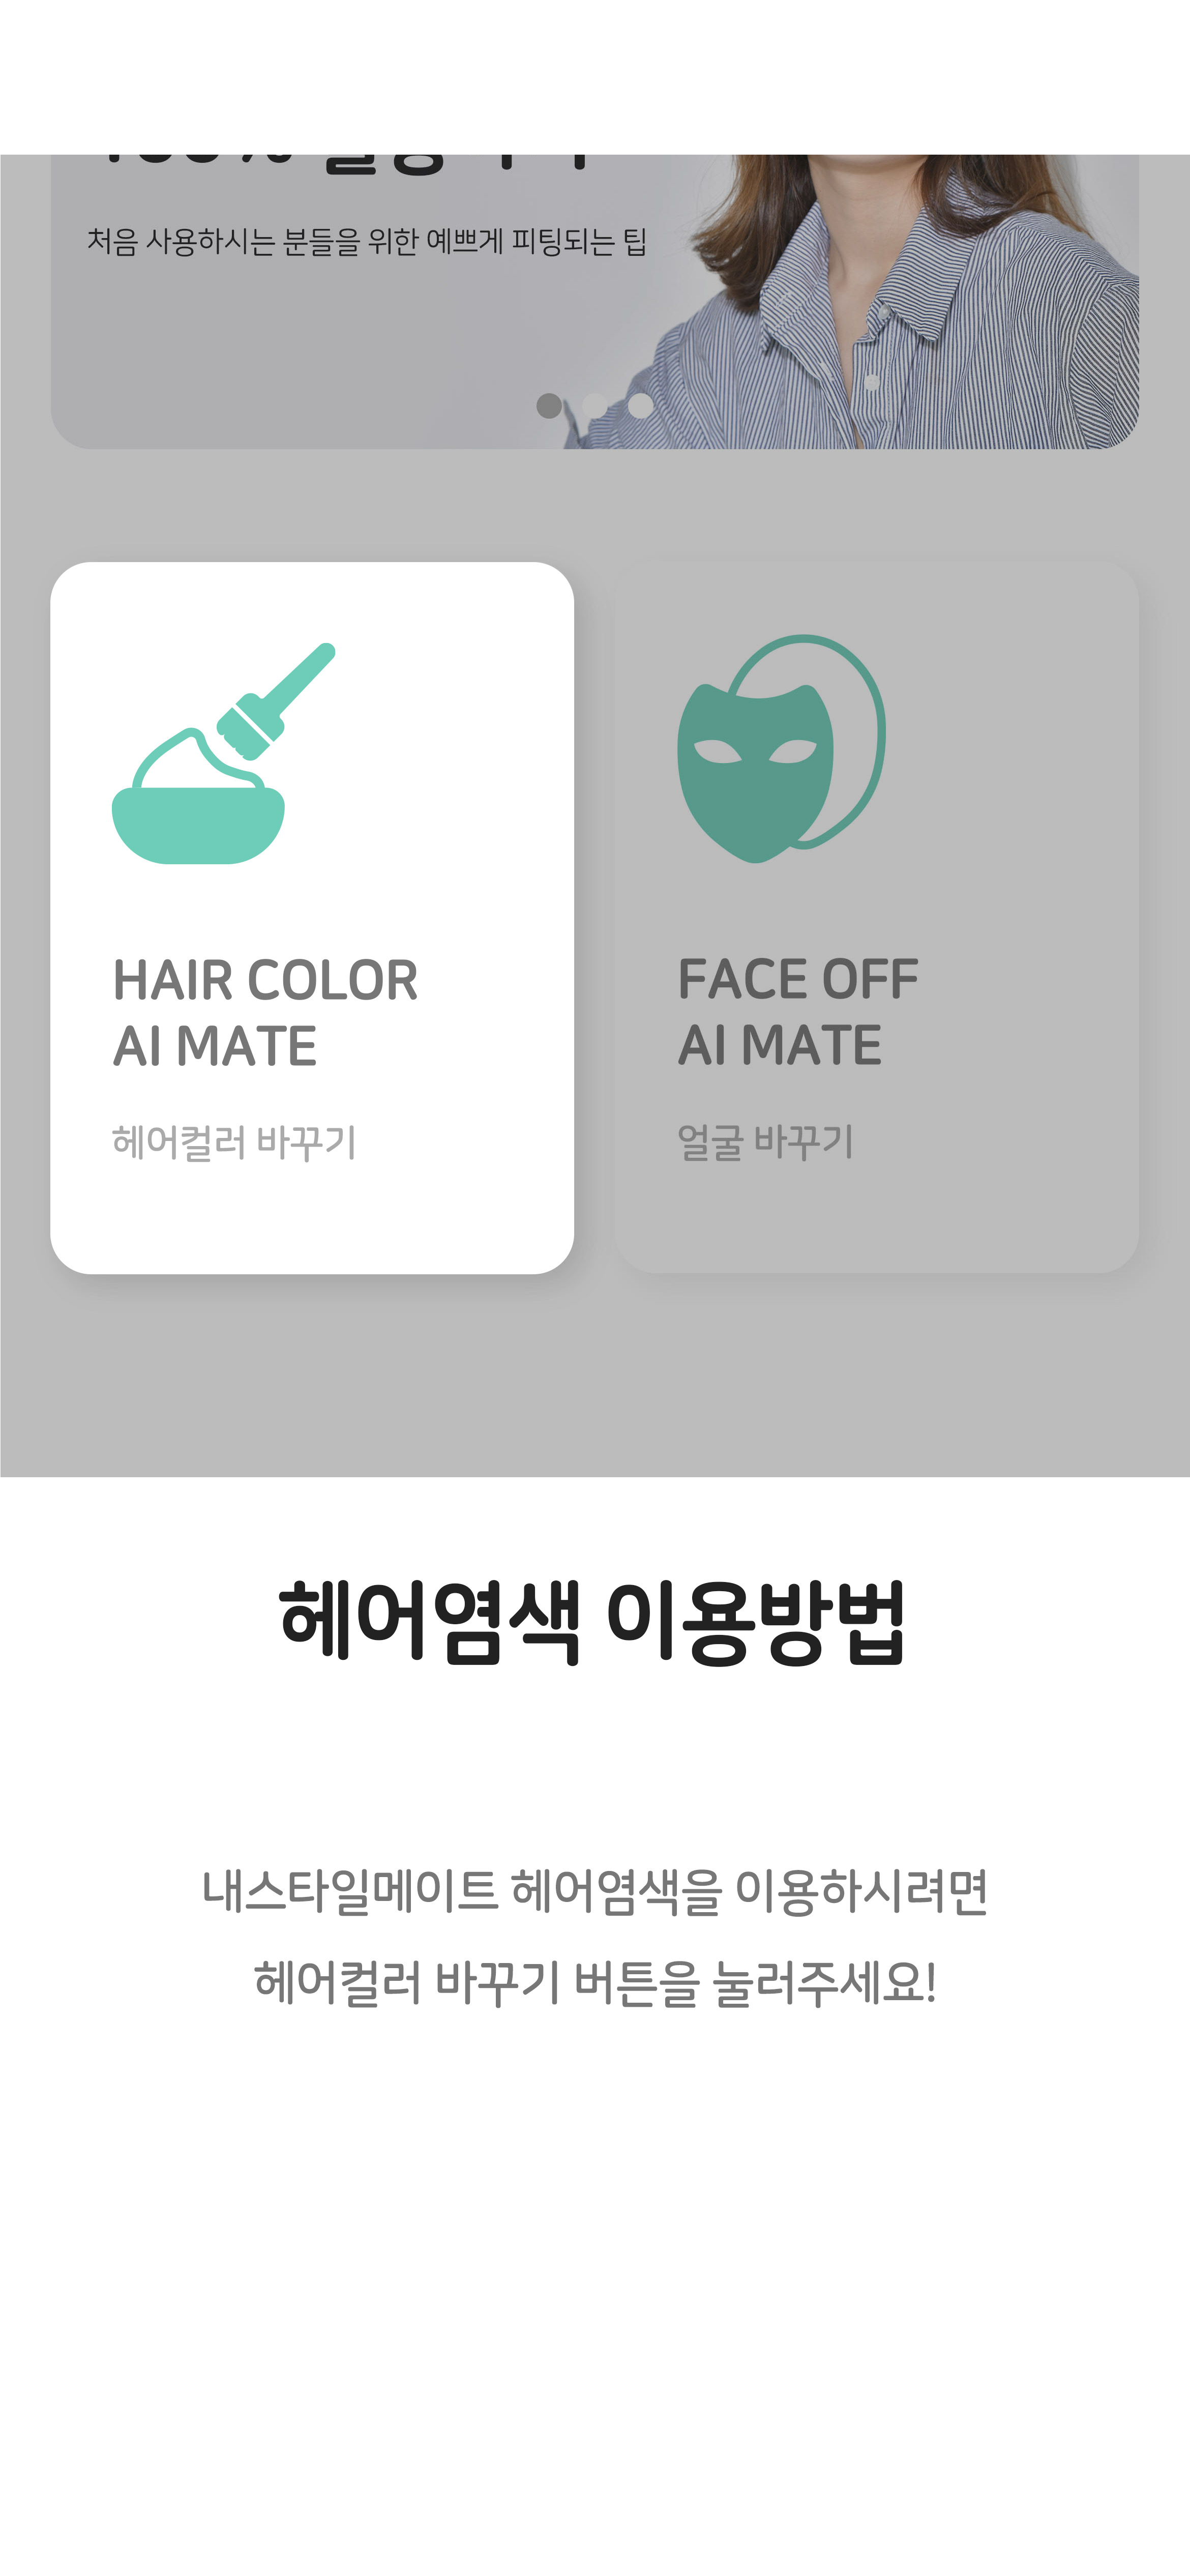 처음 사용하시는 분들을 위한 예쁘게 피팅되는 팁
HAIR COLOR
AI MATE
헤어컬러 바꾸기
FACE OFF
AI MATE
얼굴 바꾸기
헤어염색 이용방법
내스타일메이트 헤어염색을 이용하시려면
헤어컬러 바꾸기 버튼을 눌러주세요!